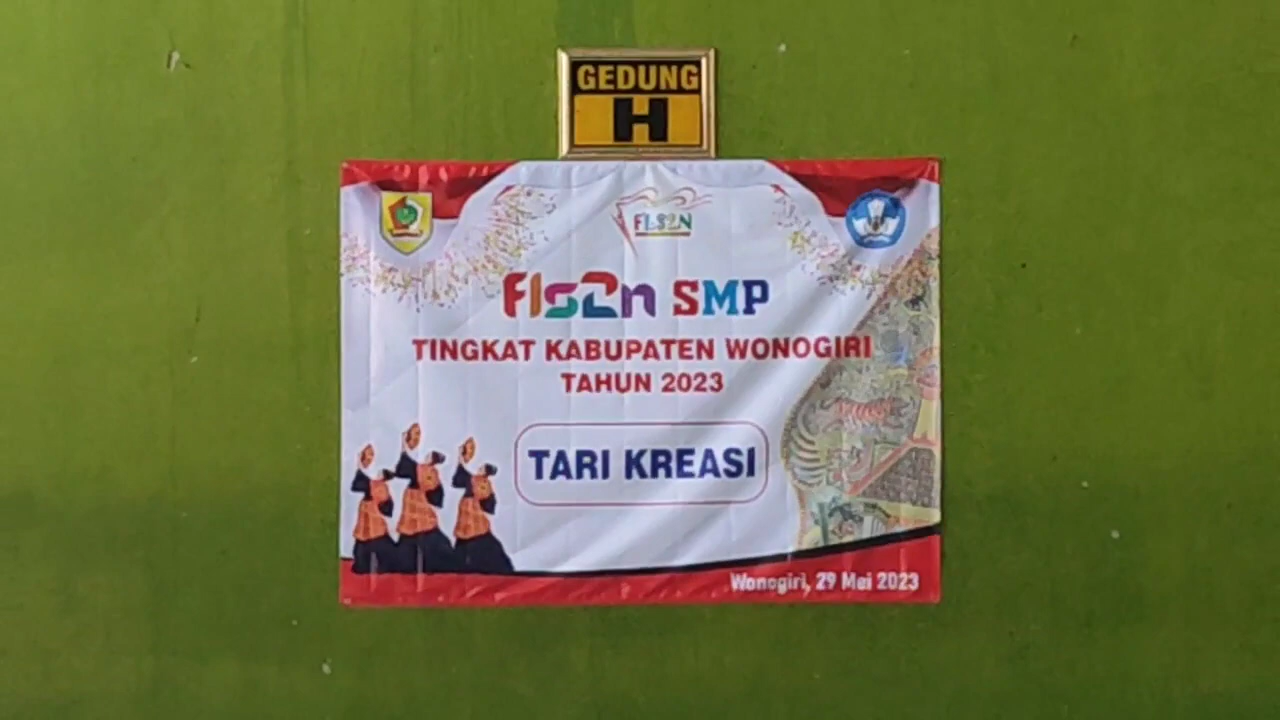 GEDUNG
H
FLS2N
FLS2N SMP
TINGKAT KABUPATEN WONOGIRI
TAHUN 2023
TARI KREASI
Wonogiri, 29 Mei 2023